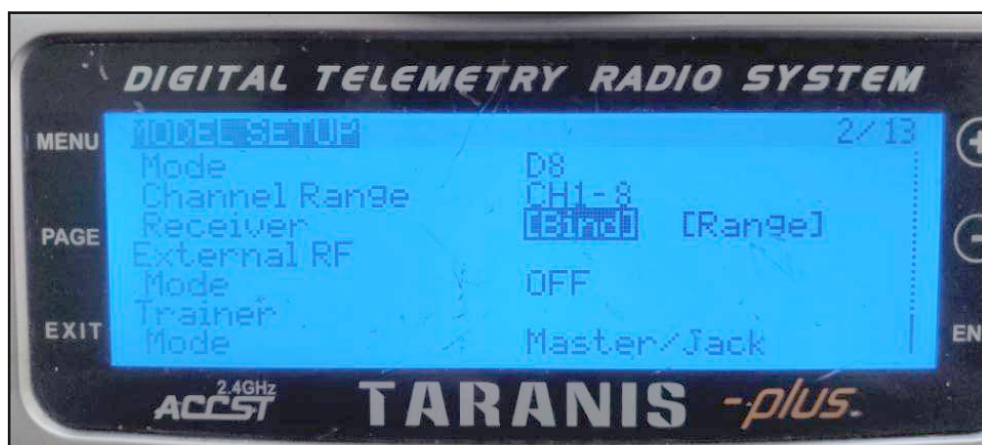 DIGITAL TELEMETRY RADIO SYSTEM
MENU
MODEL SETUP 2/13
Mode D8
Channel Range CH1-8
PAGE
Receiver [Bind] [Range]
External RF
Mode OFF
Trainer
EXIT
Mode Master/Jack
EN
ACCST 2.4GHz TARANIS -plus.
+
-